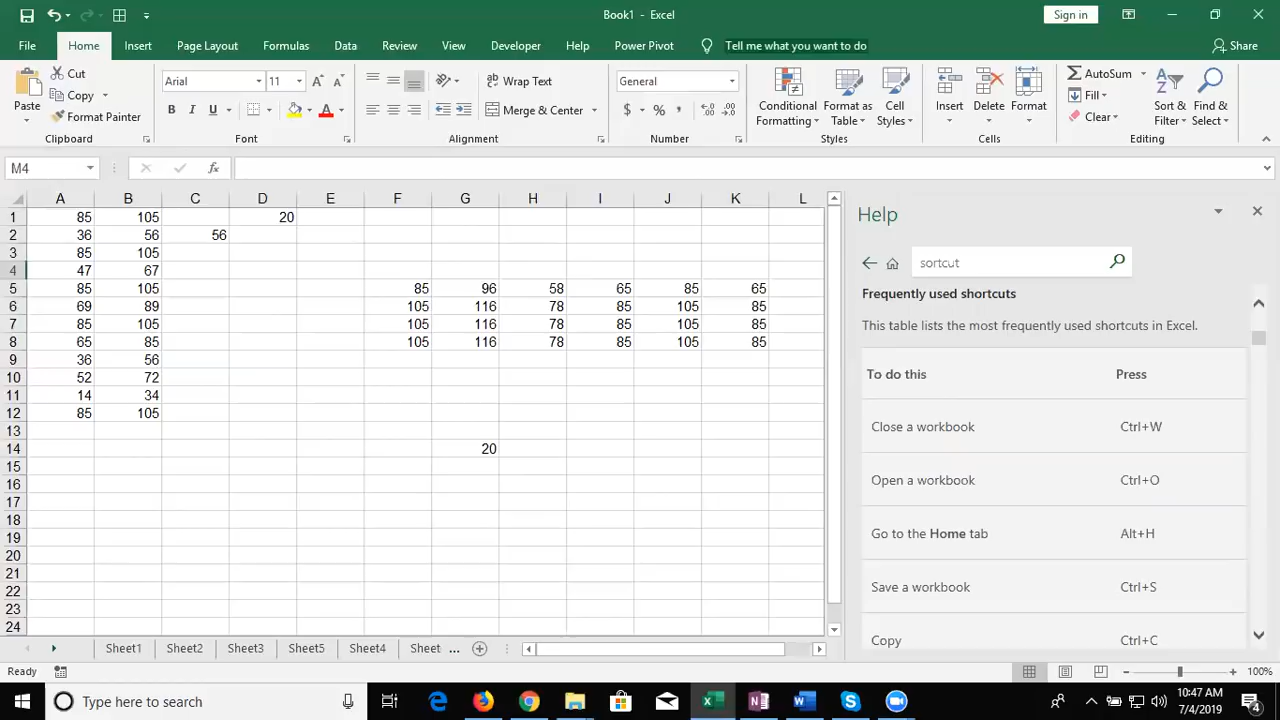 Book1 - Excel
Sign in
File Home Insert Page Layout Formulas Data Review View Developer Help Power Pivot Tell me what you want to do Share
Paste
Cut
Copy
Format Painter
Clipboard
Arial 11
B I U
Font
Wrap Text
Merge & Center
Alignment
General
$ % ,
Number
Conditional Formatting
Format as Table
Cell Styles
Styles
Insert Delete Format
Cells
AutoSum
Fill
Clear
Sort & Filter
Find & Select
Editing
M4 fx
A B C D E F G H I J K L
1 85 105 20
2 36 56 56
3 85 105
4 47 67
5 85 105 85 96 58 65 85 65
6 69 89 105 116 78 85 105 85
7 85 105 105 116 78 85 105 85
8 65 85 105 116 78 85 105 85
9 36 56
10 52 72
11 14 34
12 85 105
13
14 20
15
16
17
18
19
20
21
22
23
24
Help
sortcut
Frequently used shortcuts
This table lists the most frequently used shortcuts in Excel.
To do this Press
Close a workbook Ctrl+W
Open a workbook Ctrl+O
Go to the Home tab Alt+H
Save a workbook Ctrl+S
Copy Ctrl+C
Sheet1 Sheet2 Sheet3 Sheet5 Sheet4 Sheet ...
Ready 100%
Type here to search
10:47 AM
7/4/2019
4